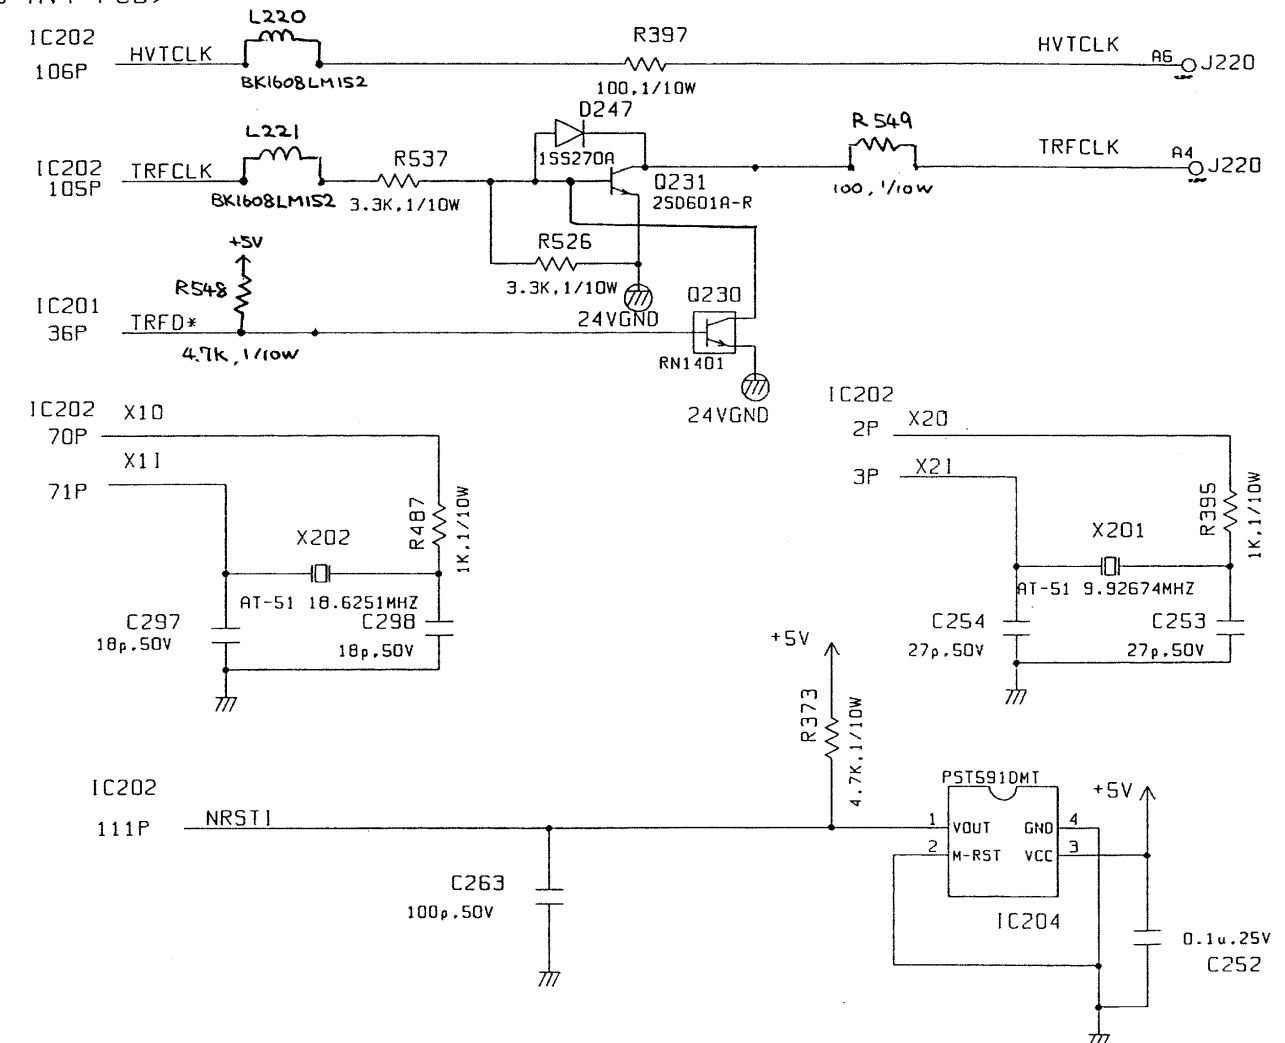 L220
IC202
106P
HVTCLK
BK1608LM152
R397
100,1/10W
HVTCLK
A6
J220
D247
1SS270A
L221
IC202
105P
TRFCLK
BK1608LM152
R537
3.3K,1/10W
Q231
2SD601A-R
R549
100,1/10W
TRFCLK
A4
J220
+5V
R548
4.7K,1/10W
R526
3.3K,1/10W
24VGND
IC201
36P
TRFD*
Q230
RN1401
24VGND
IC202
70P
X1O
71P
X1I
R487
1K,1/10W
X202
AT-51 18.6251MHZ
C297
18p,50V
C298
18p,50V
IC202
2P
X2O
3P
X2I
R395
1K,1/10W
X201
AT-51 9.92674MHZ
C254
27p,50V
C253
27p,50V
+5V
R373
4.7K,1/10W
IC202
111P
NRSTI
C263
100p,50V
PST591DMT
1 VOUT GND 4
2 M-RST VCC 3
IC204
+5V
0.1u,25V
C252